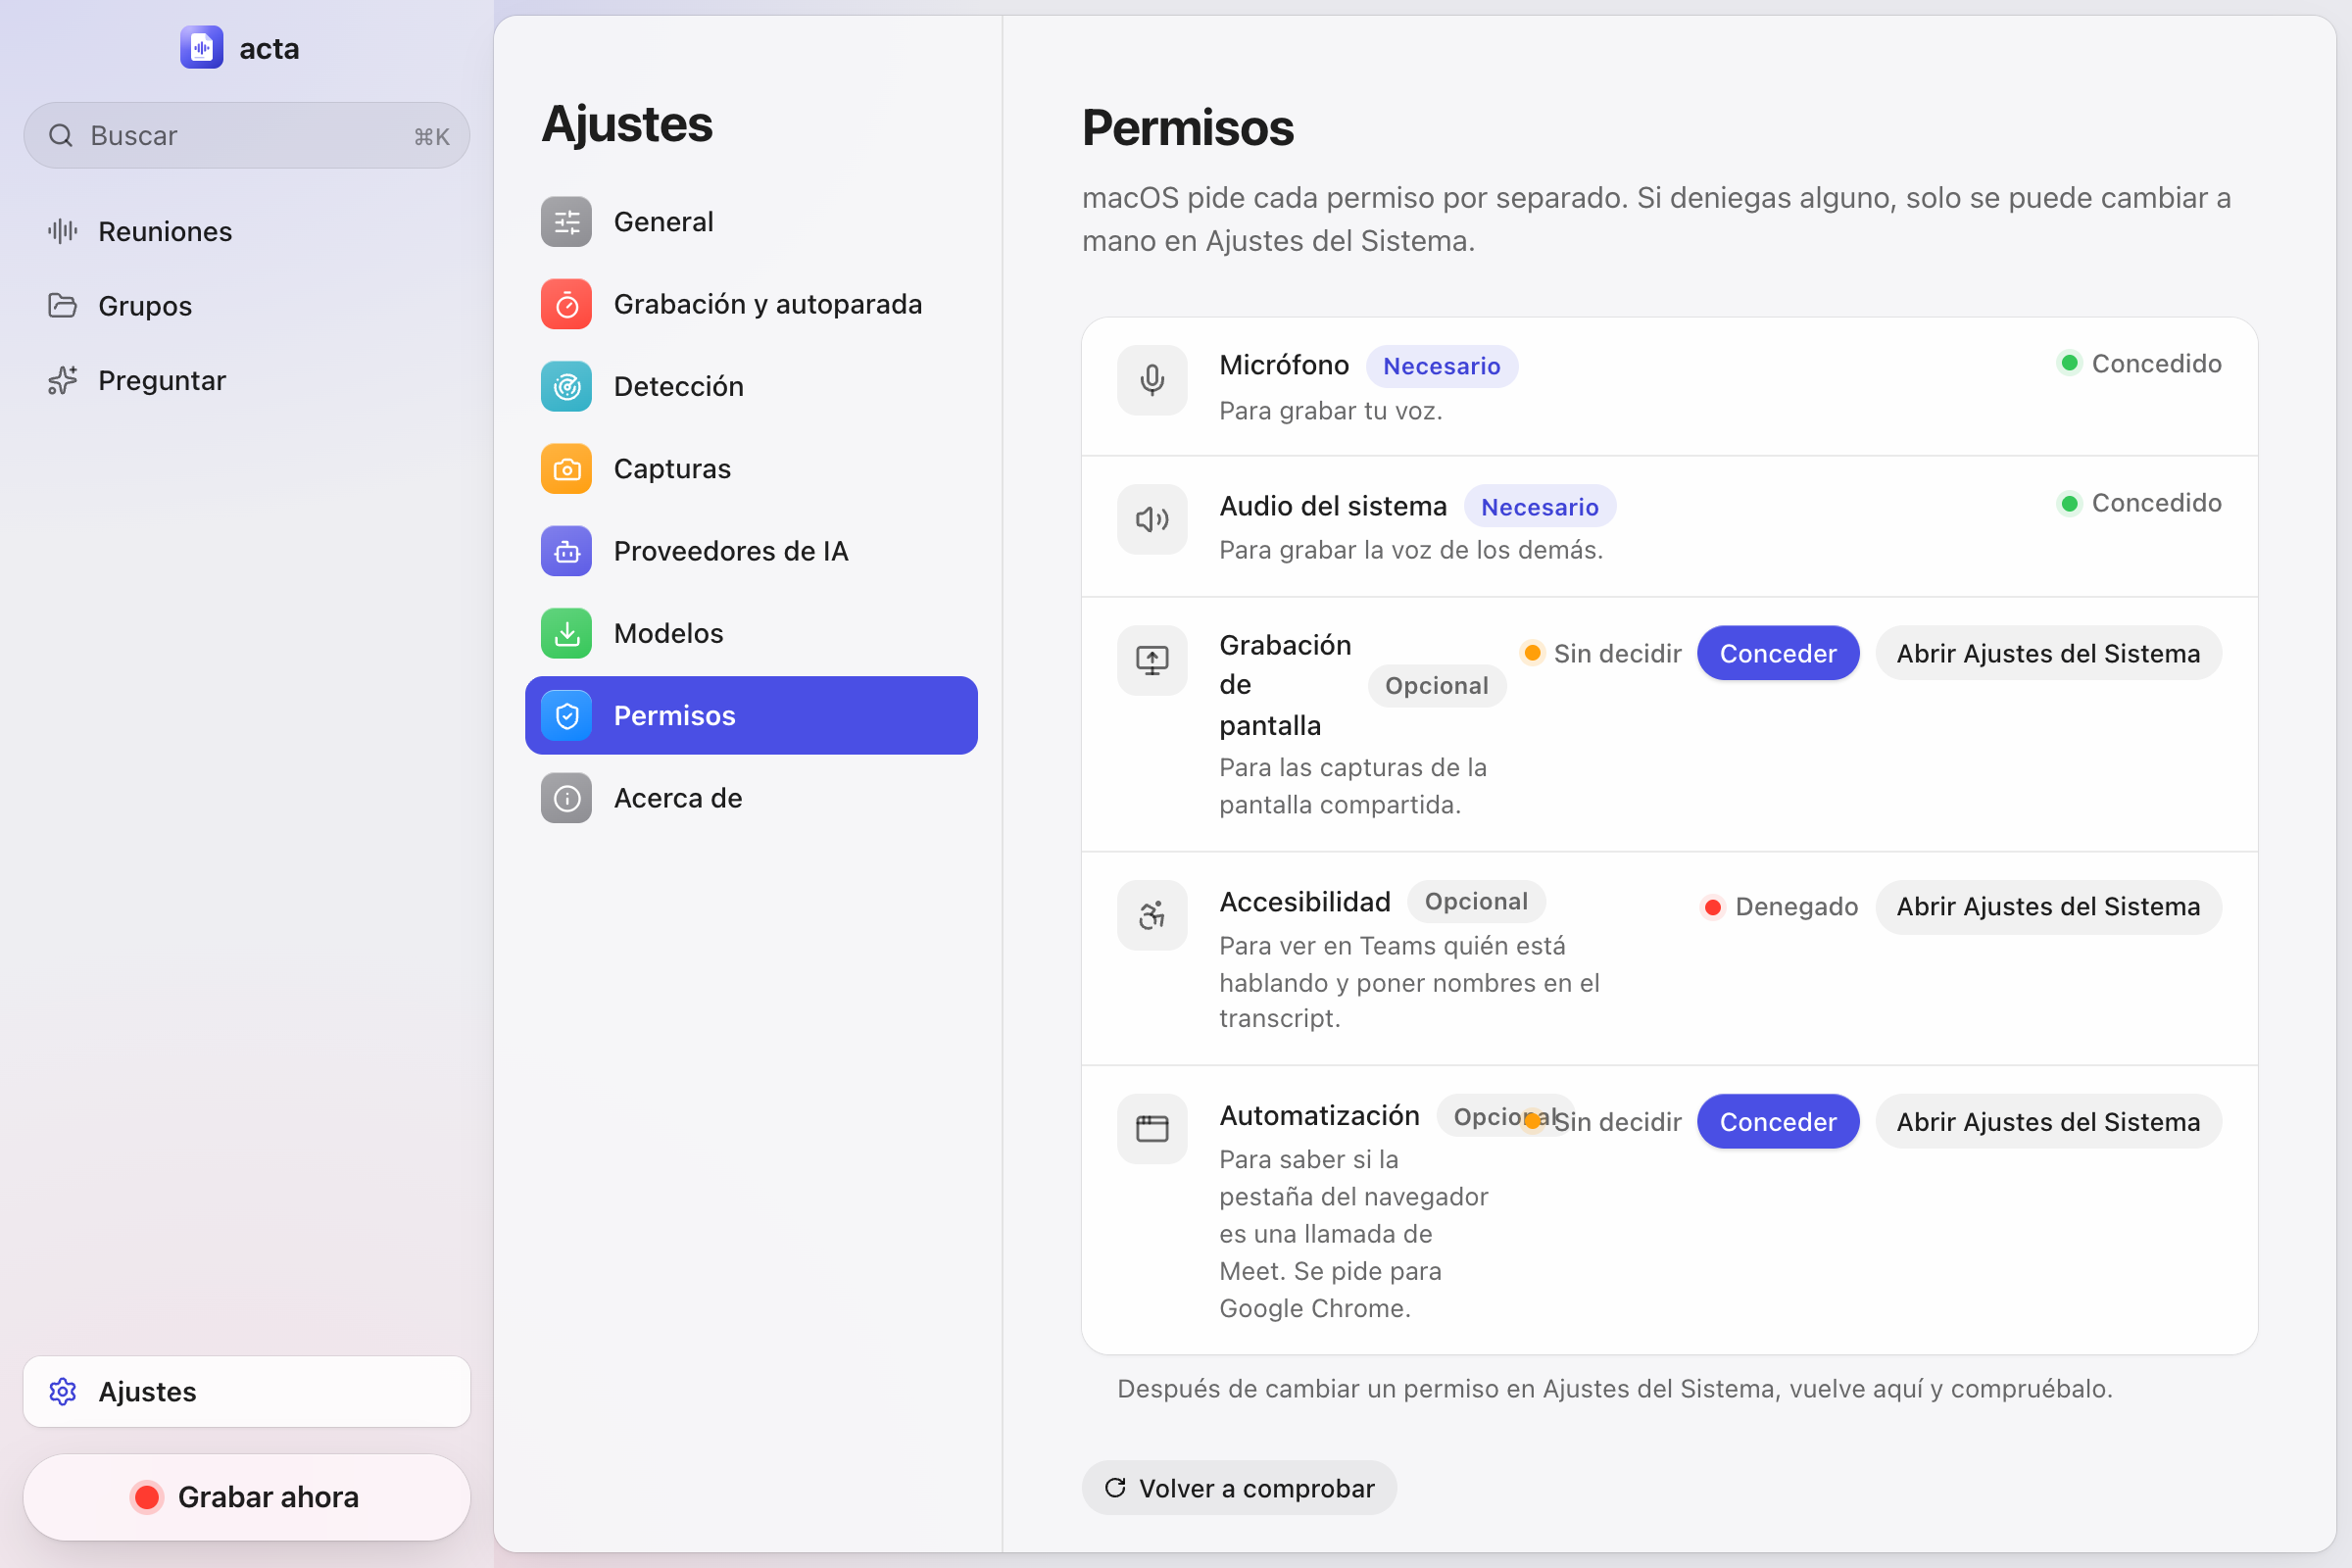 acta
Buscar ⌘K
Reuniones
Grupos
Preguntar
Ajustes
Grabar ahora
Ajustes
General
Grabación y autoparada
Detección
Capturas
Proveedores de IA
Modelos
Permisos
Acerca de
Permisos
macOS pide cada permiso por separado. Si deniegas alguno, solo se puede cambiar a
mano en Ajustes del Sistema.
Micrófono Necesario Concedido
Para grabar tu voz.
Audio del sistema Necesario Concedido
Para grabar la voz de los demás.
Grabación
de
pantalla
Opcional
Sin decidir Conceder Abrir Ajustes del Sistema
Para las capturas de la
pantalla compartida.
Accesibilidad Opcional Denegado Abrir Ajustes del Sistema
Para ver en Teams quién está
hablando y poner nombres en el
transcript.
Automatización Opcional Sin decidir Conceder Abrir Ajustes del Sistema
Para saber si la
pestaña del navegador
es una llamada de
Meet. Se pide para
Google Chrome.
Después de cambiar un permiso en Ajustes del Sistema, vuelve aquí y compruébalo.
Volver a comprobar